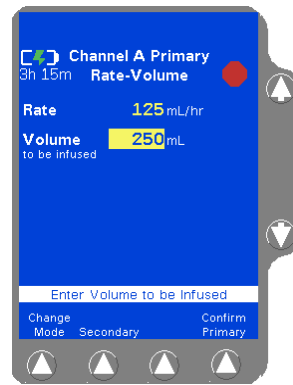 Channel A Primary
3h 15m Rate-Volume
Rate 125 mL/hr
Volume 250 mL
to be infused
Enter Volume to be Infused
Change Confirm
Mode Secondary Primary